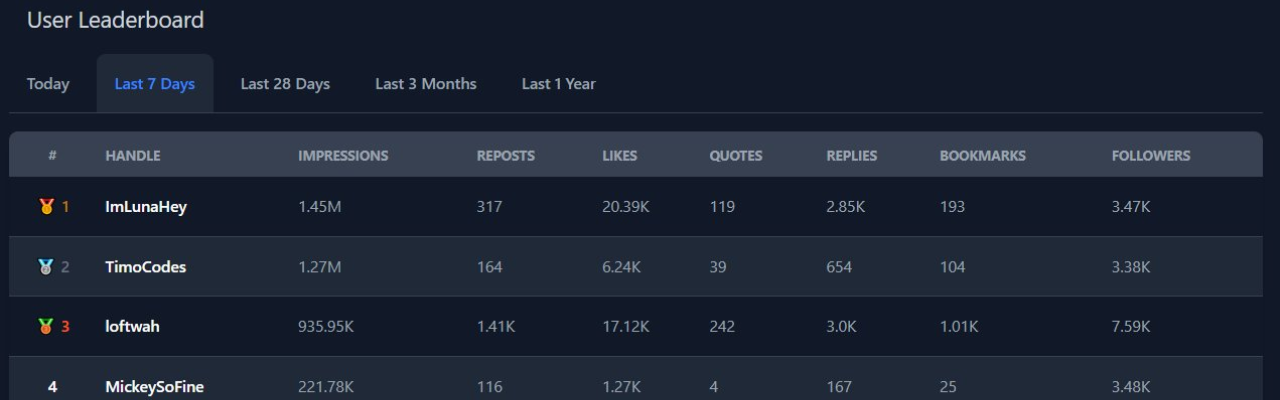 User Leaderboard
Today Last 7 Days Last 28 Days Last 3 Months Last 1 Year
# HANDLE IMPRESSIONS REPOSTS LIKES QUOTES REPLIES BOOKMARKS FOLLOWERS
1 ImLunaHey 1.45M 317 20.39K 119 2.85K 193 3.47K
2 TimoCodes 1.27M 164 6.24K 39 654 104 3.38K
3 loftwah 935.95K 1.41K 17.12K 242 3.0K 1.01K 7.59K
4 MickeySoFine 221.78K 116 1.27K 4 167 25 3.48K